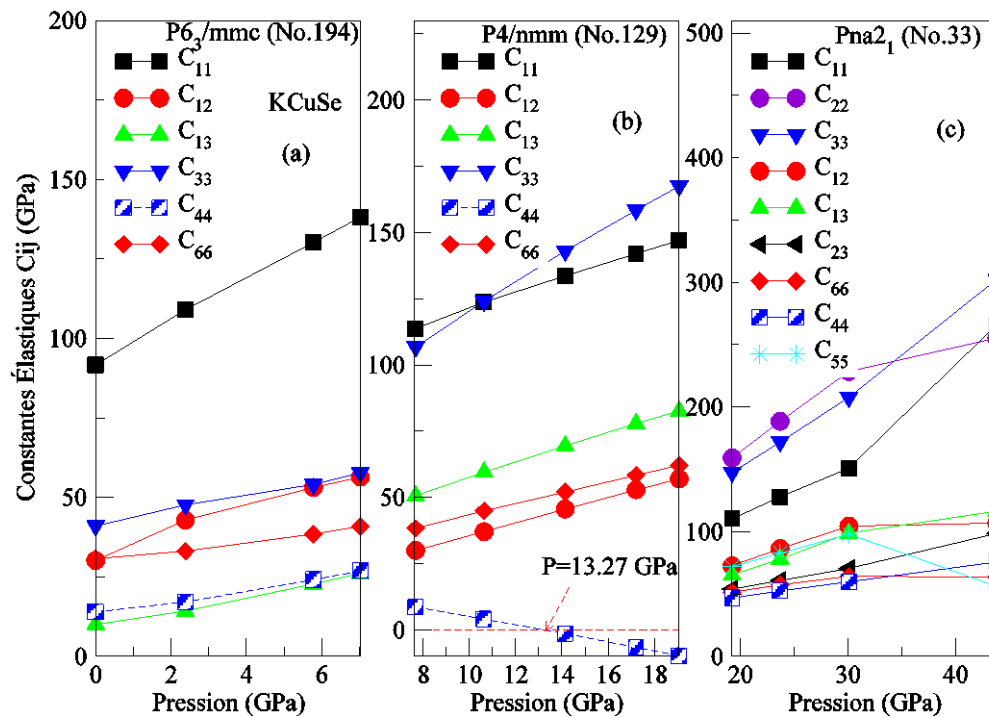 P6₃/mmc (No.194)
C₁₁
C₁₂
C₁₃
C₃₃
C₄₄
C₆₆
KCuSe
(a)
P4/nmm (No.129)
C₁₁
C₁₂
C₁₃
C₃₃
C₄₄
C₆₆
(b)
P=13.27 GPa
Pna2₁ (No.33)
C₁₁
C₂₂
C₃₃
C₁₂
C₁₃
C₂₃
C₆₆
C₄₄
C₅₅
(c)
Constantes Élastiques Cij (GPa)
200
150
100
50
0
200
150
100
50
0
500
400
300
200
100
0
0 2 4 6
8 10 12 14 16 18
20 30 40
Pression (GPa)
Pression (GPa)
Pression (GPa)